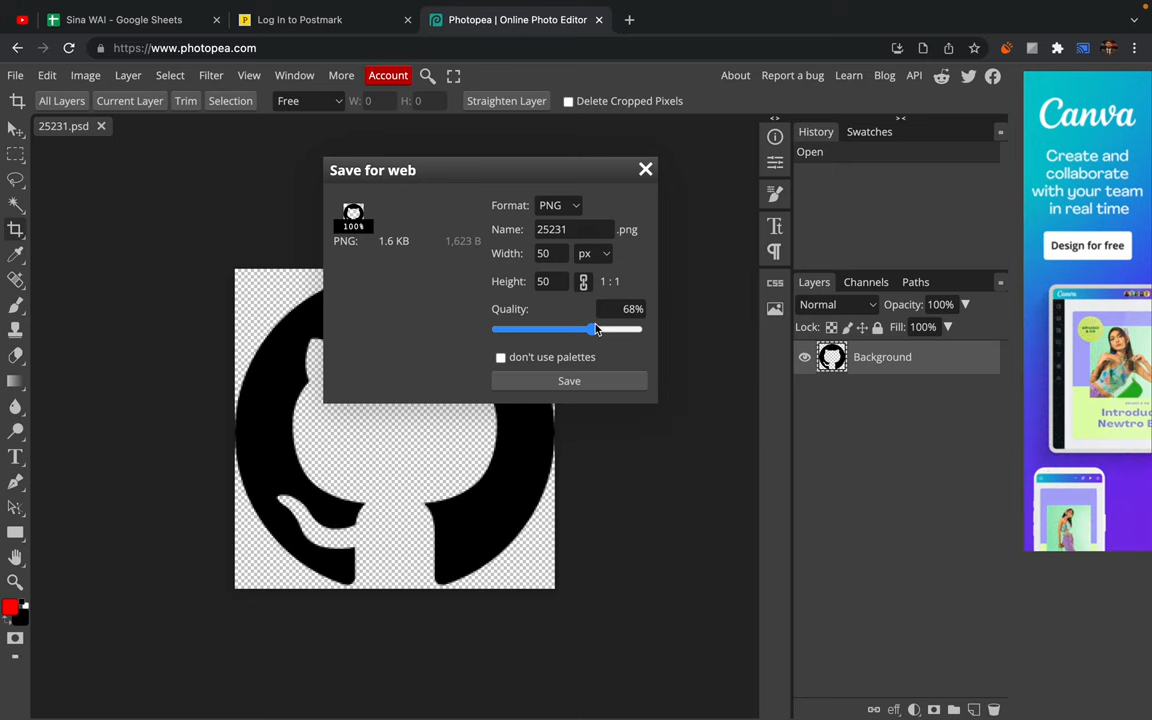 Sina WAI - Google Sheets
Log In to Postmark
Photopea | Online Photo Editor
https://www.photopea.com
File Edit Image Layer Select Filter View Window More Account
About Report a bug Learn Blog API
All Layers Current Layer Trim Selection Free W: 0 H: 0 Straighten Layer Delete Cropped Pixels
25231.psd
Save for web
100%
PNG: 1.6 KB 1,623 B
Format: PNG
Name: 25231 .png
Width: 50 px
Height: 50 1 : 1
Quality: 68%
don't use palettes
Save
CSS
History Swatches
Open
Layers Channels Paths
Normal Opacity: 100%
Lock: Fill: 100%
Background
eff
Canva
Create and
collaborate
with your team
in real time
Design for free
Canva
Introduc
Newtro E